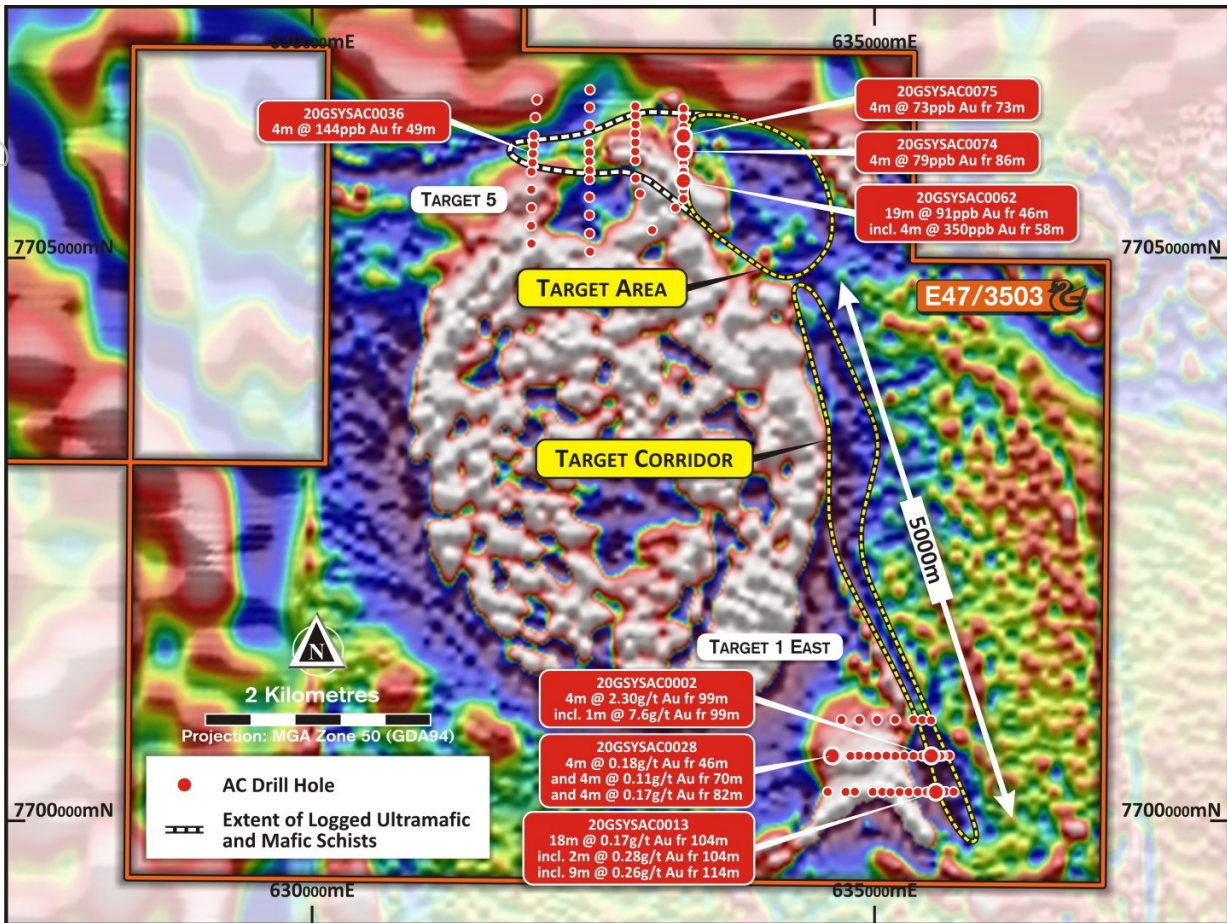 630000mE
635000mE
20GSYSAC0036
4m @ 144ppb Au fr 49m
20GSYSAC0075
4m @ 73ppb Au fr 73m
20GSYSAC0074
4m @ 79ppb Au fr 86m
TARGET 5
20GSYSAC0062
19m @ 91ppb Au fr 46m
incl. 4m @ 350ppb Au fr 58m
7705000mN
7705000mN
TARGET AREA
E47/3503
TARGET CORRIDOR
5000m
TARGET 1 EAST
N
2 Kilometres
Projection: MGA Zone 50 (GDA94)
20GSYSAC0002
4m @ 2.30g/t Au fr 99m
incl. 1m @ 7.6g/t Au fr 99m
20GSYSAC0028
4m @ 0.18g/t Au fr 46m
and 4m @ 0.11g/t Au fr 70m
and 4m @ 0.17g/t Au fr 82m
AC Drill Hole
Extent of Logged Ultramafic
and Mafic Schists
7700000mN
7700000mN
20GSYSAC0013
18m @ 0.17g/t Au fr 104m
incl. 2m @ 0.28g/t Au fr 104m
incl. 9m @ 0.26g/t Au fr 114m
630000mE
635000mE